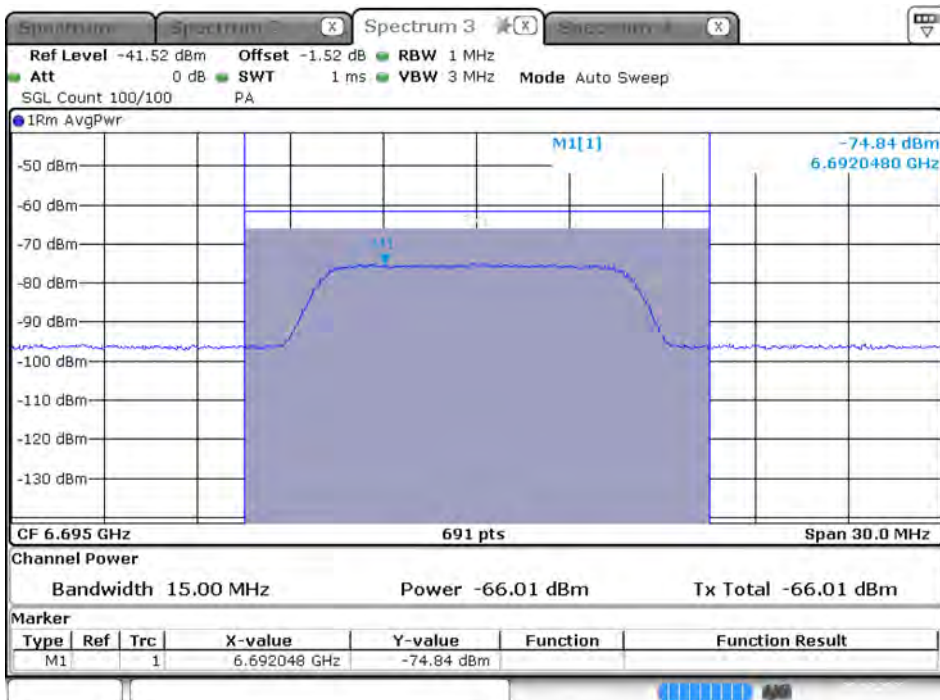 Spectrum 3
Ref Level -41.52 dBm Offset -1.52 dB RBW 1 MHz
Att 0 dB SWT 1 ms VBW 3 MHz Mode Auto Sweep
SGL Count 100/100 PA
1Rm AvgPwr
M1[1] -74.84 dBm
6.6920480 GHz
-50 dBm
-60 dBm
-70 dBm
M1
-80 dBm
-90 dBm
-100 dBm
-110 dBm
-120 dBm
-130 dBm
CF 6.695 GHz 691 pts Span 30.0 MHz
Channel Power
Bandwidth 15.00 MHz Power -66.01 dBm Tx Total -66.01 dBm
Marker
Type Ref Trc X-value Y-value Function Function Result
M1 1 6.692048 GHz -74.84 dBm